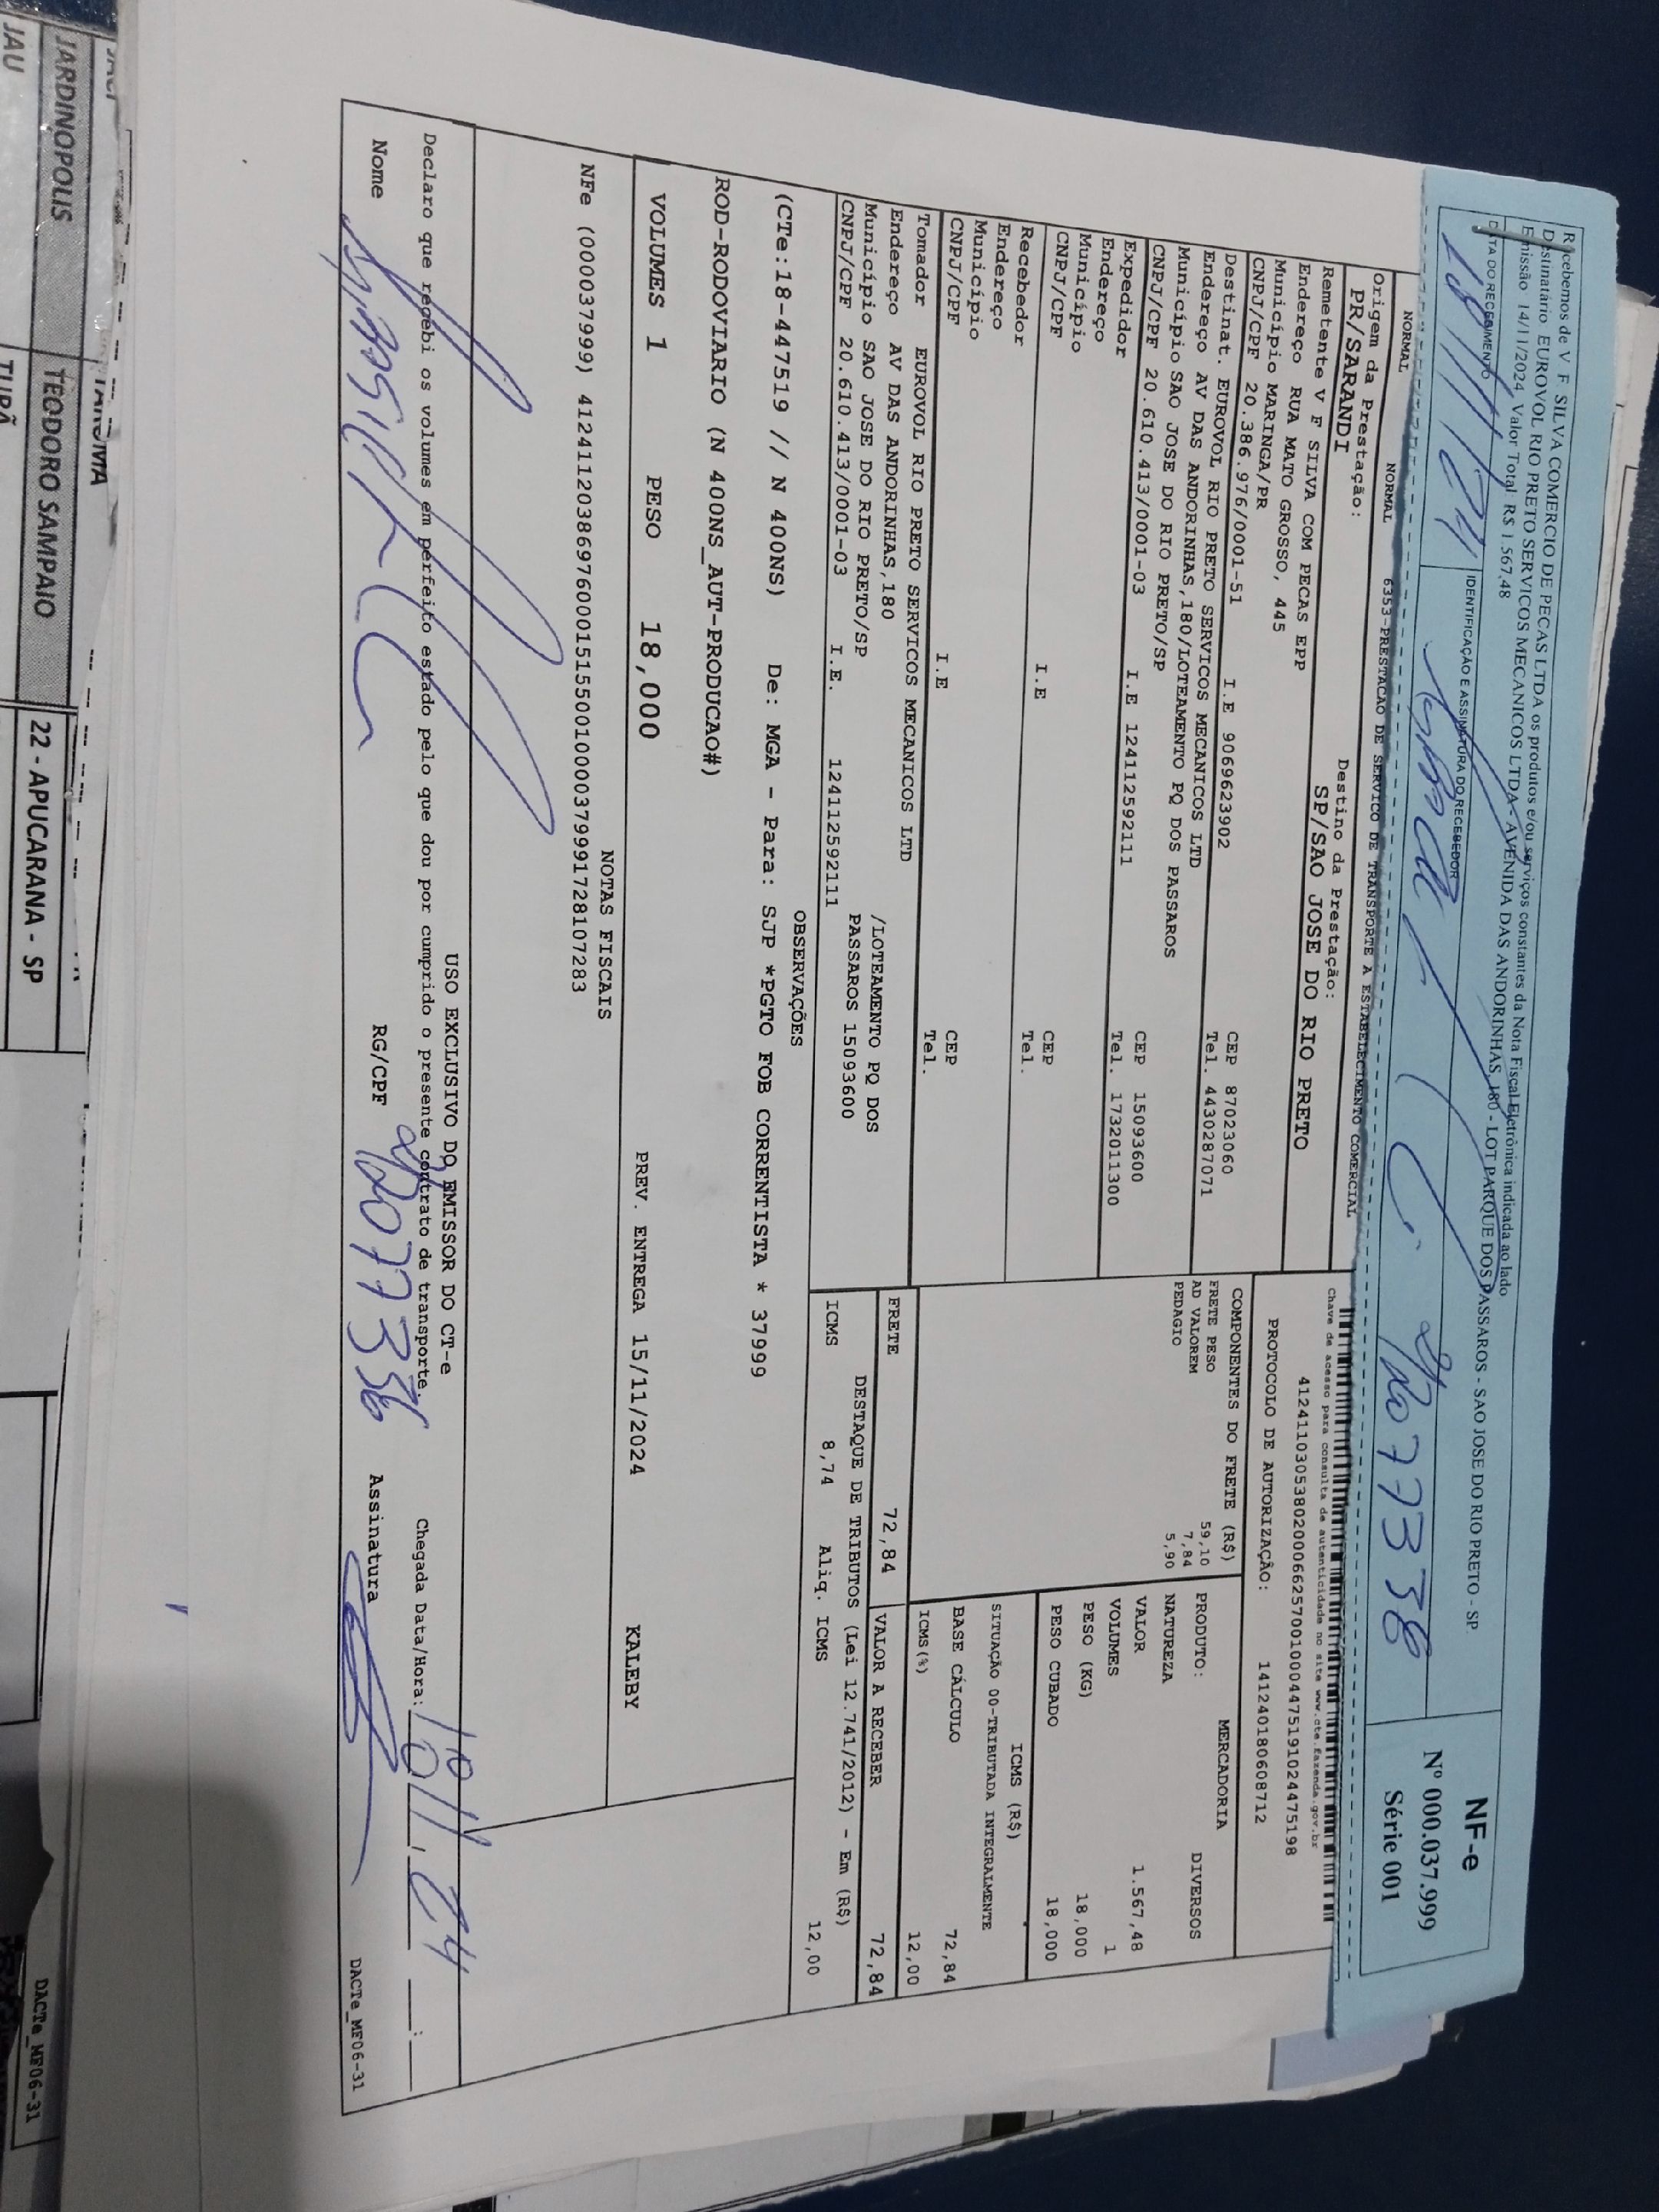 Recebemos de V F SILVA COMERCIO DE PECAS LTDA os produtos e/ou serviços constantes da Nota Fiscal Eletrônica indicada ao lado
Destinatário EUROVOL RIO PRETO SERVICOS MECANICOS LTDA - AVENIDA DAS ANDORINHAS, 180 - LOT PARQUE DOS PASSAROS - SAO JOSE DO RIO PRETO - SP
Emissão 14/11/2024 Valor Total R$ 1.567,48
NF-e
Nº 000.037.999
Série 001
DATA DO RECEBIMENTO
18/11/24
IDENTIFICAÇÃO E ASSINATURA DO RECEBEDOR
NORMAL NORMAL 6353-PRESTACAO DE SERVICO DE TRANSPORTE A ESTABELECIMENTO COMERCIAL
Origem da Prestação:
PR/SARANDI
Destino da Prestação:
SP/SAO JOSE DO RIO PRETO
Chave de acesso para consulta de autenticidade no site www.cte.fazenda.gov.br
41241103053802000662570010004475191024475198
PROTOCOLO DE AUTORIZAÇÃO: 141240180608712
Remetente V F SILVA COM PECAS EPP
Endereço RUA MATO GROSSO, 445
Município MARINGA/PR CEP 87023060
CNPJ/CPF 20.386.976/0001-51 I.E 9069623902 Tel. 4430287071
Destinat. EUROVOL RIO PRETO SERVICOS MECANICOS LTD
Endereço AV DAS ANDORINHAS,180/LOTEAMENTO PQ DOS PASSAROS
Município SAO JOSE DO RIO PRETO/SP CEP 15093600
CNPJ/CPF 20.610.413/0001-03 I.E 124112592111 Tel. 1732011300
Expedidor
Endereço
Município CEP
CNPJ/CPF I.E Tel.
Recebedor
Endereço
Município CEP
CNPJ/CPF I.E Tel.
Tomador EUROVOL RIO PRETO SERVICOS MECANICOS LTD
Endereço AV DAS ANDORINHAS,180 /LOTEAMENTO PQ DOS
Município SAO JOSE DO RIO PRETO/SP PASSAROS 15093600
CNPJ/CPF 20.610.413/0001-03 I.E. 124112592111
COMPONENTES DO FRETE (R$)
FRETE PESO 59,10
AD VALOREM 7,84
PEDAGIO 5,90
MERCADORIA
PRODUTO: DIVERSOS
NATUREZA
VALOR 1.567,48
VOLUMES 1
PESO (KG) 18,000
PESO CUBADO 18,000
ICMS (R$)
SITUAÇÃO 00-TRIBUTADA INTEGRALMENTE
BASE CÁLCULO 72,84
ICMS(%) 12,00
FRETE 72,84 VALOR A RECEBER 72,84
DESTAQUE DE TRIBUTOS (Lei 12.741/2012) - Em (R$)
ICMS 8,74 Aliq. ICMS 12,00
OBSERVAÇÕES
(CTe:18-447519 // N 400NS) De: MGA - Para: SJP *PGTO FOB CORRENTISTA * 37999
ROD-RODOVIARIO (N 400NS_AUT-PRODUCAO#)
VOLUMES 1 PESO 18,000 PREV. ENTREGA 15/11/2024 KALEBY
NOTAS FISCAIS
NFe (000037999) 41241120386976000151550010000379991728107283
USO EXCLUSIVO DO EMISSOR DO CT-e
Declaro que recebi os volumes em perfeito estado pelo que dou por cumprido o presente contrato de transporte. Chegada Data/Hora: ___:___
Nome RG/CPF Assinatura
DACTe_MF06-31
JARDINOPOLIS TEODORO SAMPAIO 22 - APUCARANA - SP
JAU TUPÃ
DACTe_MF06-31